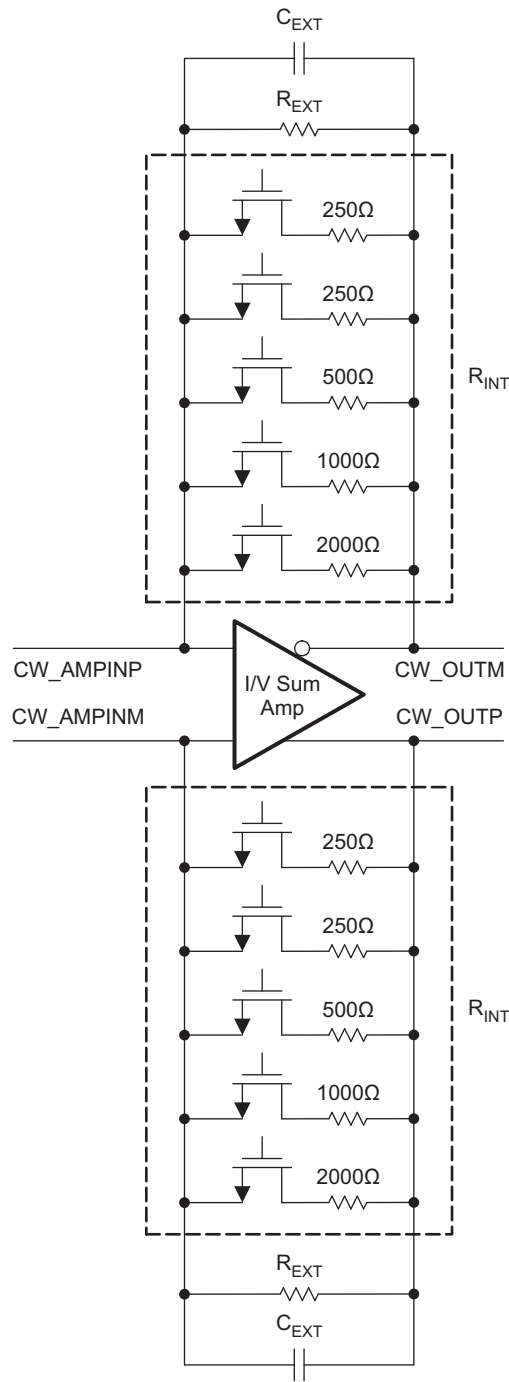 C_EXT
R_EXT
250Ω
250Ω
500Ω
R_INT
1000Ω
2000Ω
CW_AMPINP
I/V Sum
Amp
CW_OUTM
CW_AMPINM
CW_OUTP
250Ω
250Ω
500Ω
R_INT
1000Ω
2000Ω
R_EXT
C_EXT